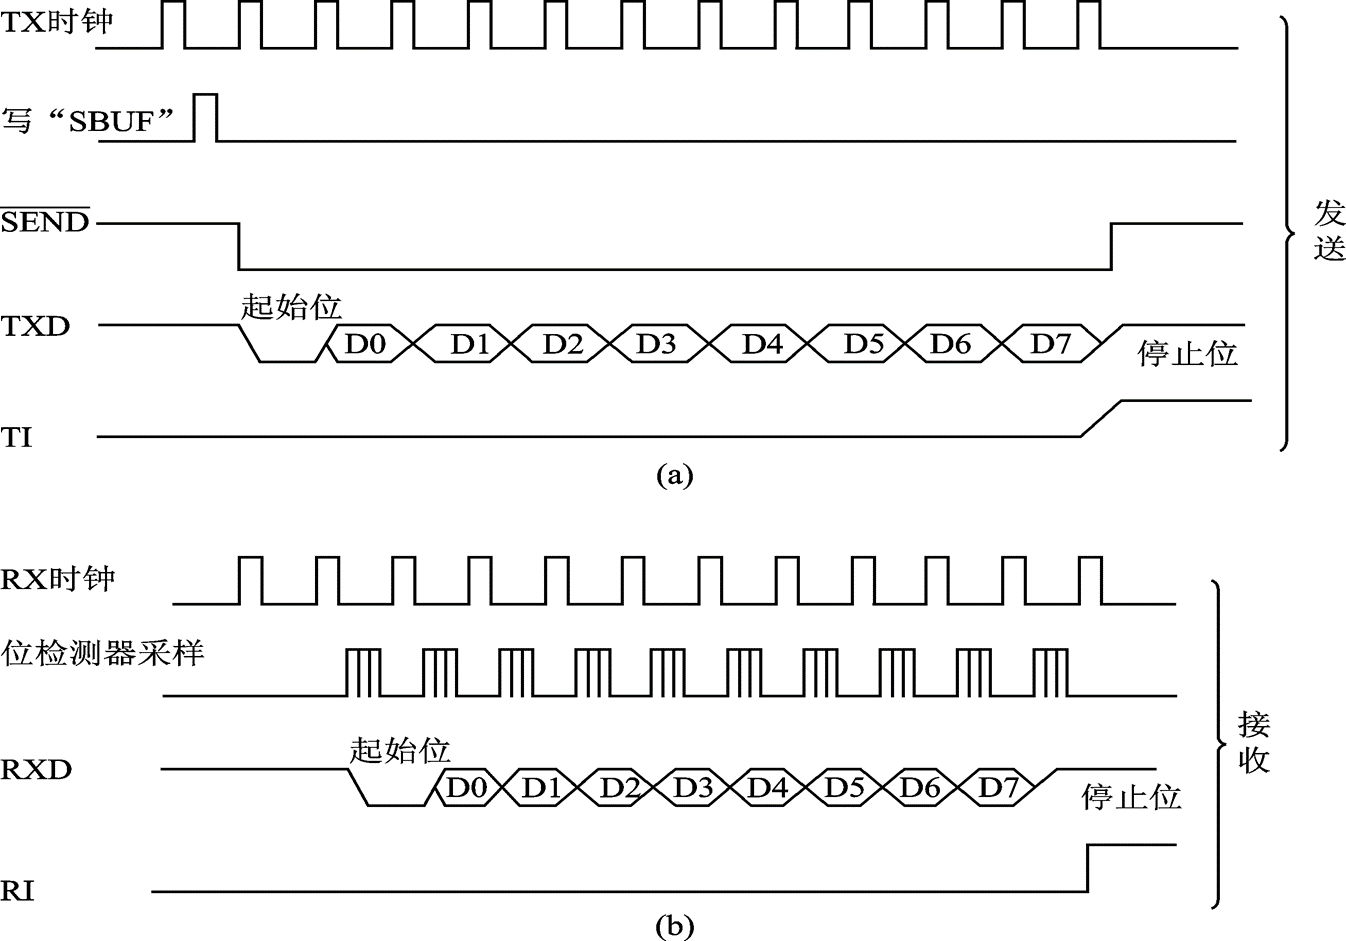 TX时钟
写“SBUF”
SEND
起始位
TXD D0 D1 D2 D3 D4 D5 D6 D7 停止位
TI
发送
(a)
RX时钟
位检测器采样
起始位
RXD D0 D1 D2 D3 D4 D5 D6 D7 停止位
RI
接收
(b)